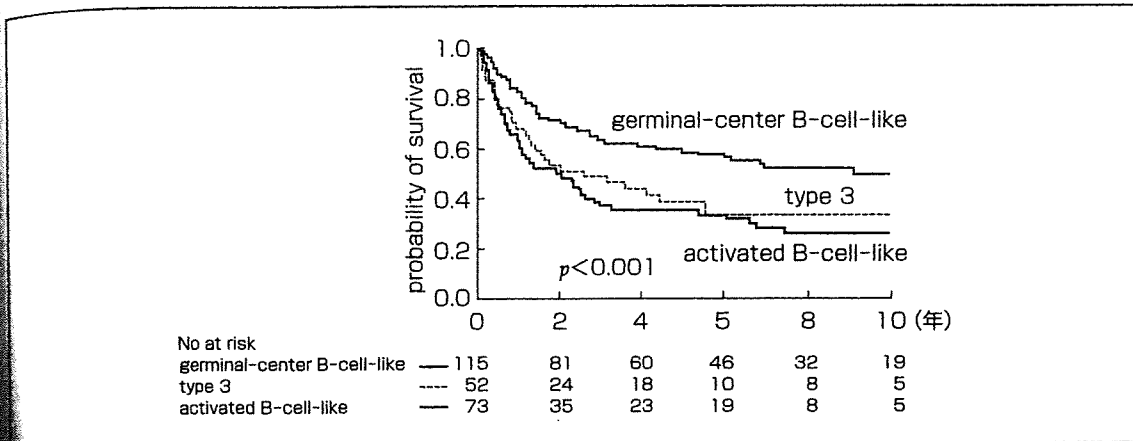 1.0
0.8
0.6
0.4
0.2
0.0
probability of survival
germinal-center B-cell-like
type 3
activated B-cell-like
p<0.001
0 2 4 5 8 10 (年)
No at risk
germinal-center B-cell-like 115 81 60 46 32 19
type 3 52 24 18 10 8 5
activated B-cell-like 73 35 23 19 8 5